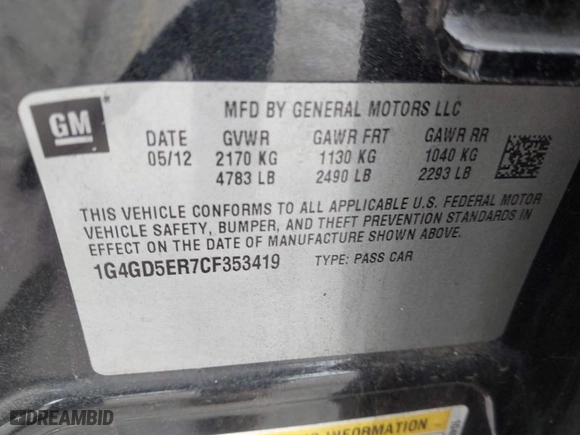 GM
MFD BY GENERAL MOTORS LLC
DATE GVWR GAWR FRT GAWR RR
05/12 2170 KG 1130 KG 1040 KG
4783 LB 2490 LB 2293 LB
THIS VEHICLE CONFORMS TO ALL APPLICABLE U.S. FEDERAL MOTOR
VEHICLE SAFETY, BUMPER, AND THEFT PREVENTION STANDARDS IN
EFFECT ON THE DATE OF MANUFACTURE SHOWN ABOVE.
1G4GD5ER7CF353419 TYPE: PASS CAR
INFORMATION
DREAMBID